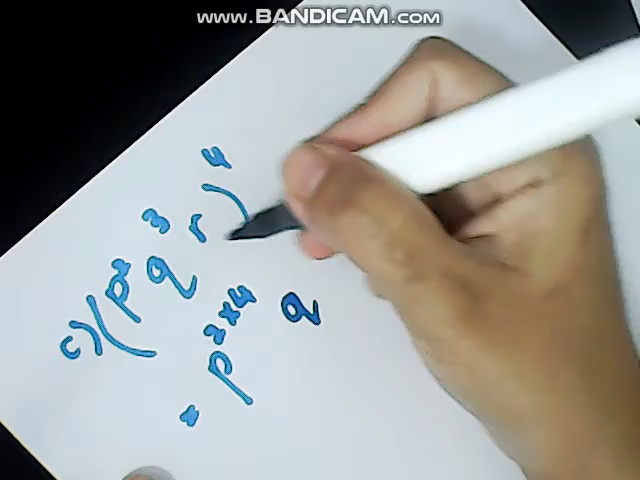 www.BANDICAM.com
c) (p² q³ r)⁴
= p²ˣ⁴ q